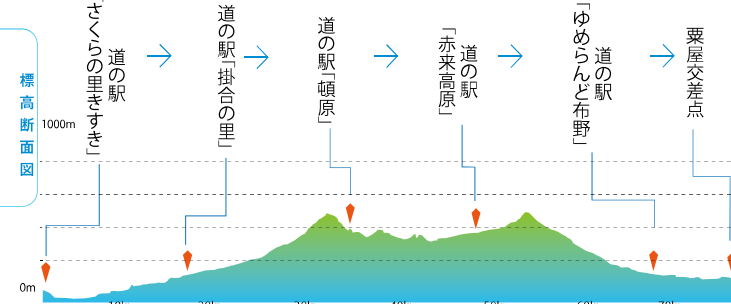 標高断面図
1000m
0m
道の駅
「さくらの里きすき」
道の駅「掛合の里」
道の駅「頓原」
道の駅
「赤来高原」
道の駅
「ゆめらんど布野」
粟屋交差点